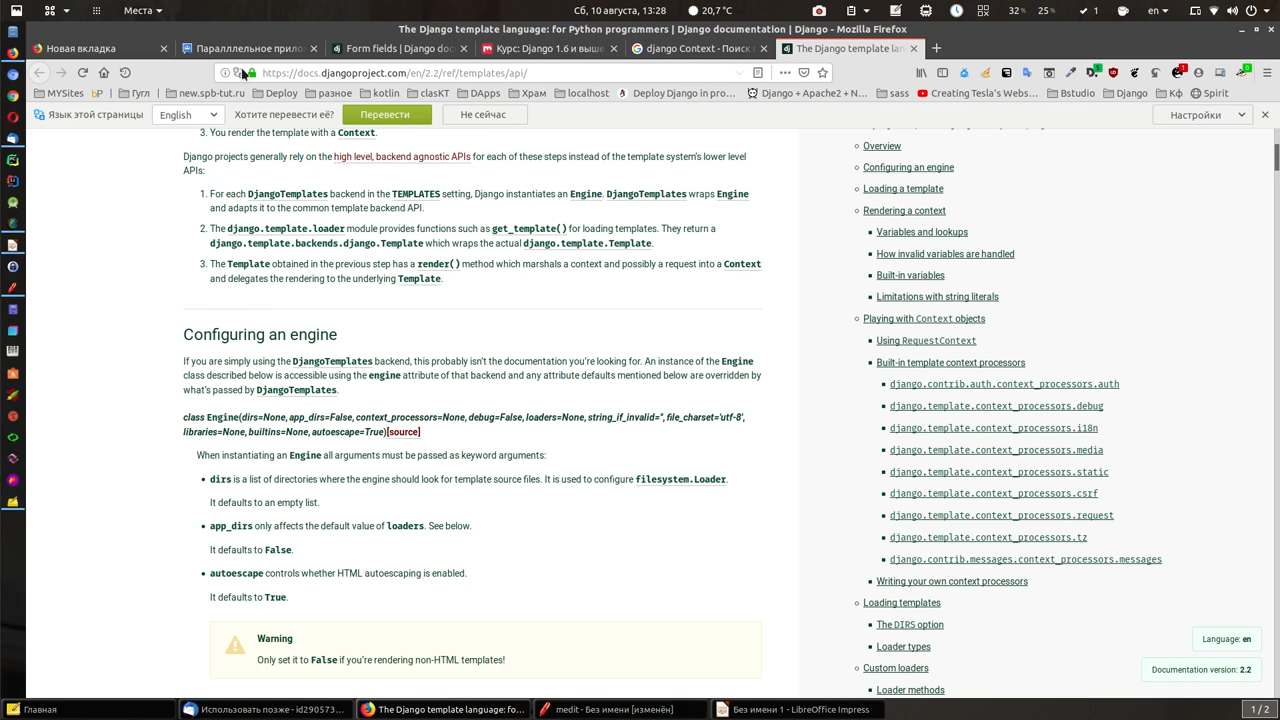 Места
Сб, 10 августа, 13:28
20,7 °C
32%
25%
en
The Django template language: for Python programmers | Django documentation | Django - Mozilla Firefox
Новая вкладка
Параллельное прило
Form fields | Django doc
Курс: Django 1.6 и выше
django Context - Поиск
The Django template lan
https://docs.djangoproject.com/en/2.2/ref/templates/api/
MYSites
Гугл
new.spb-tut.ru
Deploy
разное
kotlin
clasKT
DApps
Храм
localhost
Deploy Django in pro...
Django + Apache2 + N...
sass
Creating Tesla's Webs...
Bstudio
Django
Кф
Spirit
Язык этой страницы
English
Хотите перевести её?
Перевести
Не сейчас
Настройки
3. You render the template with a Context.
Django projects generally rely on the high level, backend agnostic APIs for each of these steps instead of the template system's lower level
APIs:
1. For each DjangoTemplates backend in the TEMPLATES setting, Django instantiates an Engine. DjangoTemplates wraps Engine
and adapts it to the common template backend API.
2. The django.template.loader module provides functions such as get_template() for loading templates. They return a
django.template.backends.django.Template which wraps the actual django.template.Template.
3. The Template obtained in the previous step has a render() method which marshals a context and possibly a request into a Context
and delegates the rendering to the underlying Template.
Configuring an engine
If you are simply using the DjangoTemplates backend, this probably isn't the documentation you're looking for. An instance of the Engine
class described below is accessible using the engine attribute of that backend and any attribute defaults mentioned below are overridden by
what's passed by DjangoTemplates.
class Engine(dirs=None, app_dirs=False, context_processors=None, debug=False, loaders=None, string_if_invalid='', file_charset='utf-8',
libraries=None, builtins=None, autoescape=True)[source]
When instantiating an Engine all arguments must be passed as keyword arguments:
• dirs is a list of directories where the engine should look for template source files. It is used to configure filesystem.Loader.
It defaults to an empty list.
• app_dirs only affects the default value of loaders. See below.
It defaults to False.
• autoescape controls whether HTML autoescaping is enabled.
It defaults to True.
Warning
Only set it to False if you're rendering non-HTML templates!
Overview
Configuring an engine
Loading a template
Rendering a context
Variables and lookups
How invalid variables are handled
Built-in variables
Limitations with string literals
Playing with Context objects
Using RequestContext
Built-in template context processors
django.contrib.auth.context_processors.auth
django.template.context_processors.debug
django.template.context_processors.i18n
django.template.context_processors.media
django.template.context_processors.static
django.template.context_processors.csrf
django.template.context_processors.request
django.template.context_processors.tz
django.contrib.messages.context_processors.messages
Writing your own context processors
Loading templates
The DIRS option
Loader types
Custom loaders
Loader methods
Language: en
Documentation version: 2.2
Главная
Использовать позже - id290573...
The Django template language: fo...
medit - Без имени [изменён]
Без имени 1 - LibreOffice Impress
1 / 2